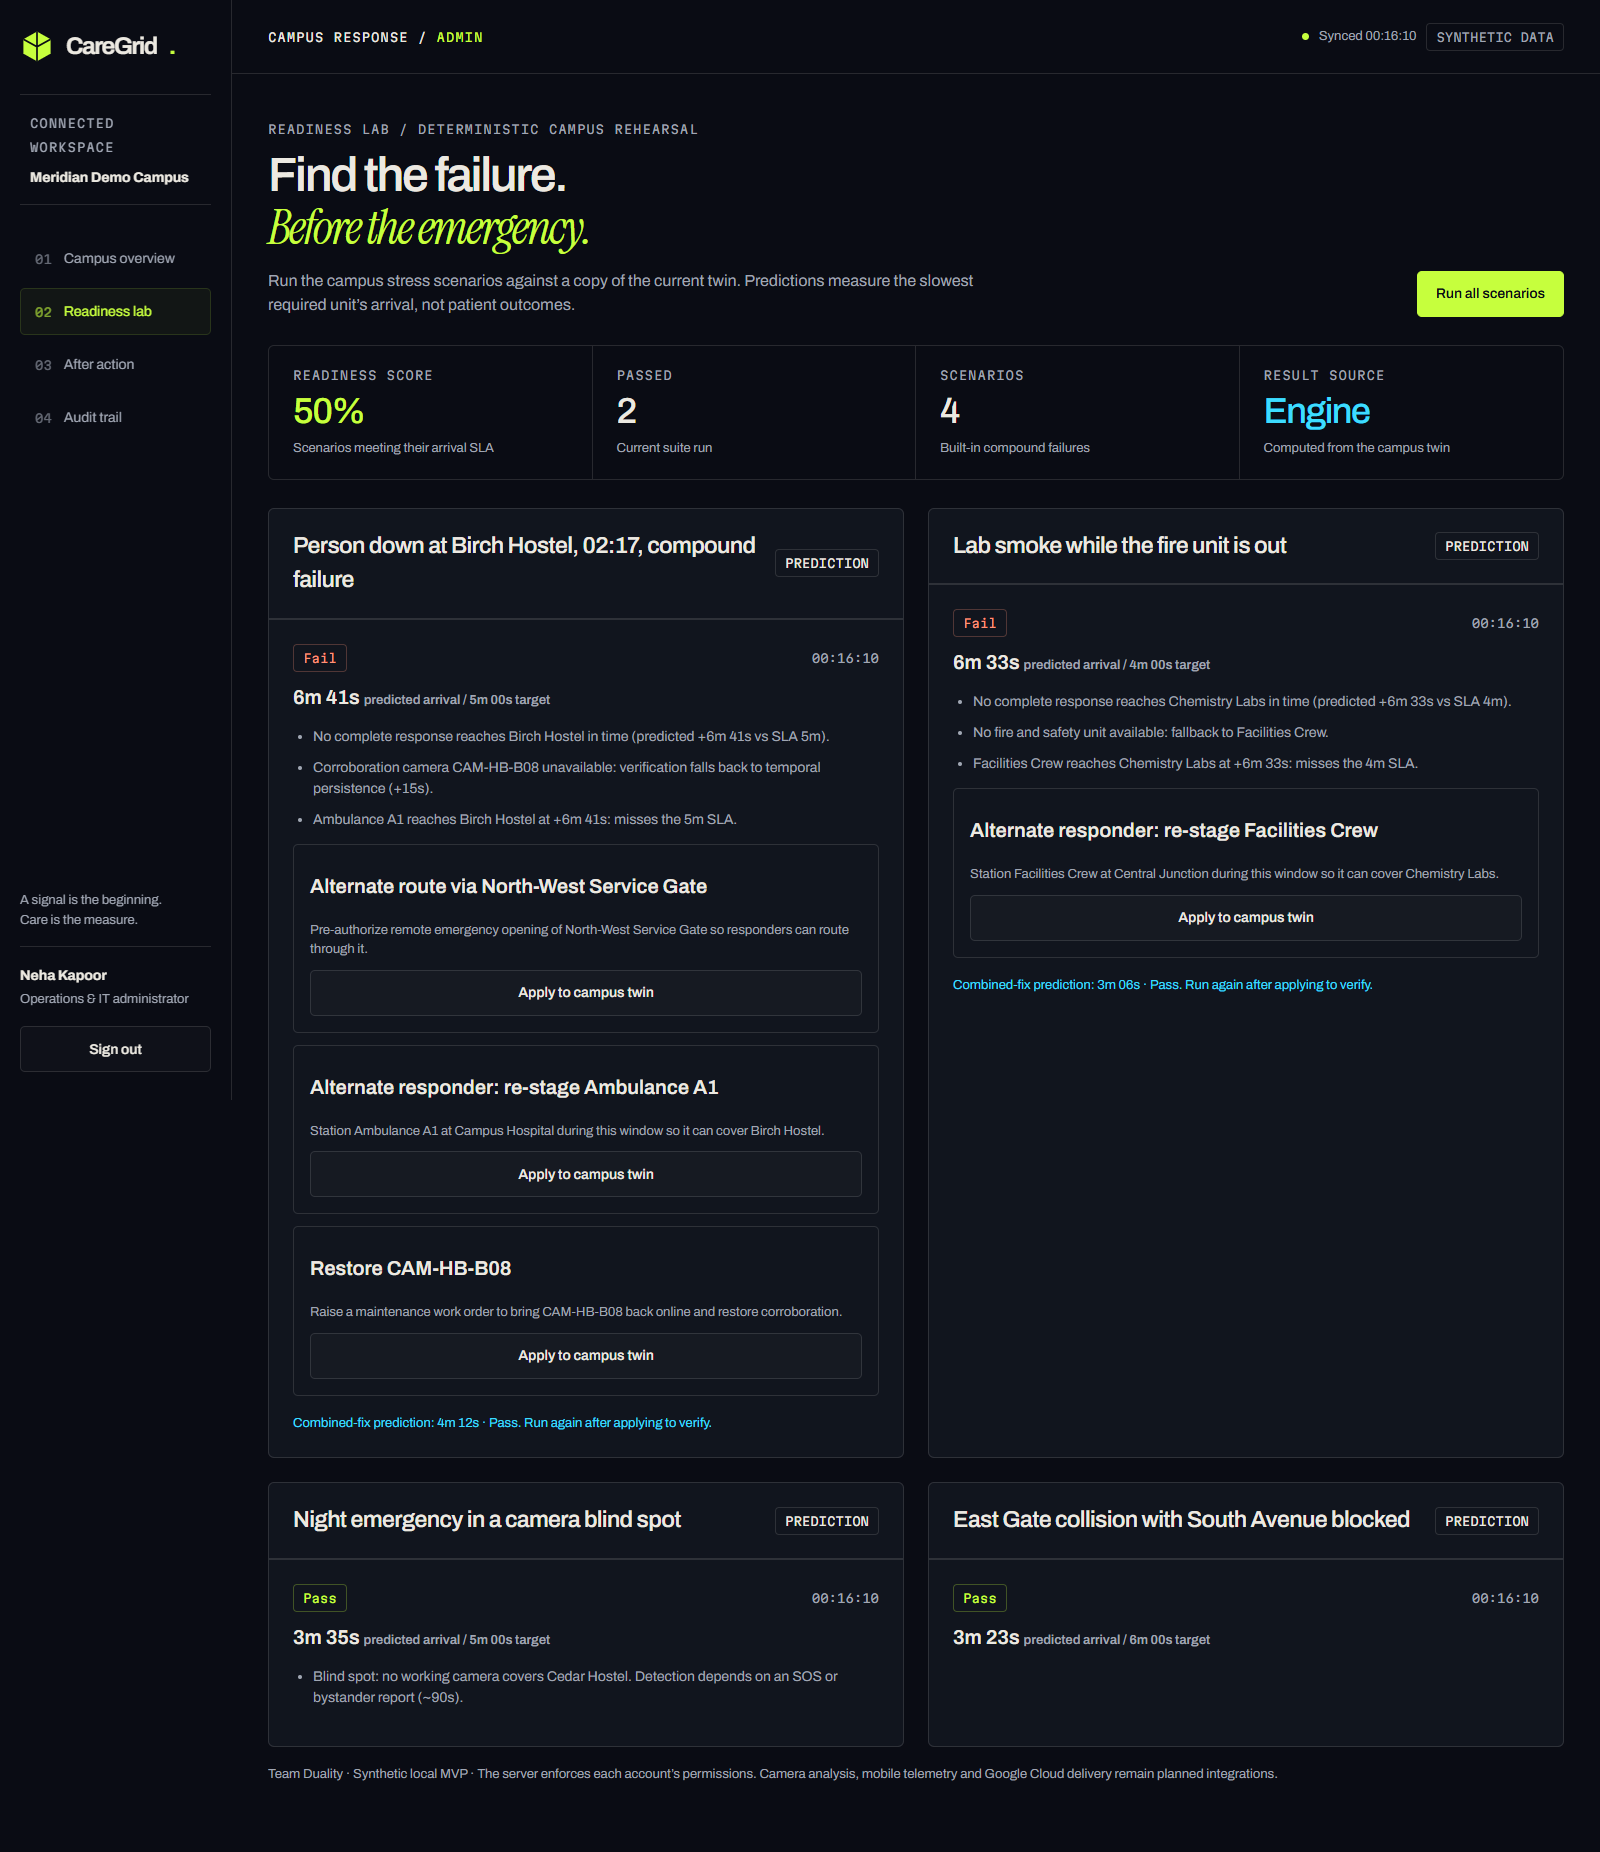 CareGrid.
CONNECTED
WORKSPACE
Meridian Demo Campus
01 Campus overview
02 Readiness lab
03 After action
04 Audit trail
A signal is the beginning.
Care is the measure.
Neha Kapoor
Operations & IT administrator
Sign out
CAMPUS RESPONSE / ADMIN
Synced 00:16:10
SYNTHETIC DATA
READINESS LAB / DETERMINISTIC CAMPUS REHEARSAL
Find the failure.
Before the emergency.
Run the campus stress scenarios against a copy of the current twin. Predictions measure the slowest
required unit’s arrival, not patient outcomes.
Run all scenarios
READINESS SCORE
50%
Scenarios meeting their arrival SLA
PASSED
2
Current suite run
SCENARIOS
4
Built-in compound failures
RESULT SOURCE
Engine
Computed from the campus twin
Person down at Birch Hostel, 02:17, compound
failure
PREDICTION
Fail
00:16:10
6m 41s predicted arrival / 5m 00s target
• No complete response reaches Birch Hostel in time (predicted +6m 41s vs SLA 5m).
• Corroboration camera CAM-HB-B08 unavailable: verification falls back to temporal
persistence (+15s).
• Ambulance A1 reaches Birch Hostel at +6m 41s: misses the 5m SLA.
Alternate route via North-West Service Gate
Pre-authorize remote emergency opening of North-West Service Gate so responders can route
through it.
Apply to campus twin
Alternate responder: re-stage Ambulance A1
Station Ambulance A1 at Campus Hospital during this window so it can cover Birch Hostel.
Apply to campus twin
Restore CAM-HB-B08
Raise a maintenance work order to bring CAM-HB-B08 back online and restore corroboration.
Apply to campus twin
Combined-fix prediction: 4m 12s · Pass. Run again after applying to verify.
Lab smoke while the fire unit is out
PREDICTION
Fail
00:16:10
6m 33s predicted arrival / 4m 00s target
• No complete response reaches Chemistry Labs in time (predicted +6m 33s vs SLA 4m).
• No fire and safety unit available: fallback to Facilities Crew.
• Facilities Crew reaches Chemistry Labs at +6m 33s: misses the 4m SLA.
Alternate responder: re-stage Facilities Crew
Station Facilities Crew at Central Junction during this window so it can cover Chemistry Labs.
Apply to campus twin
Combined-fix prediction: 3m 06s · Pass. Run again after applying to verify.
Night emergency in a camera blind spot
PREDICTION
Pass
00:16:10
3m 35s predicted arrival / 5m 00s target
• Blind spot: no working camera covers Cedar Hostel. Detection depends on an SOS or
bystander report (~90s).
East Gate collision with South Avenue blocked
PREDICTION
Pass
00:16:10
3m 23s predicted arrival / 6m 00s target
Team Duality · Synthetic local MVP · The server enforces each account’s permissions. Camera analysis, mobile telemetry and Google Cloud delivery remain planned integrations.